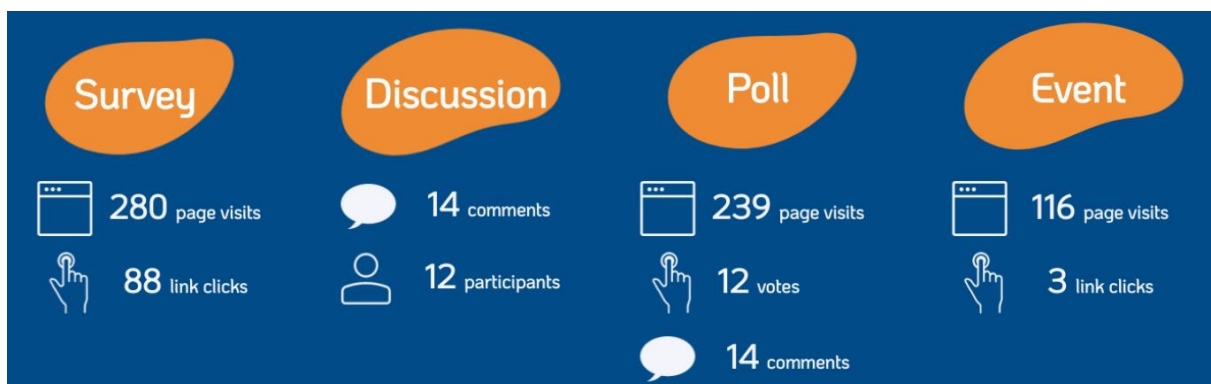 Survey
280 page visits
88 link clicks
Discussion
14 comments
12 participants
Poll
239 page visits
12 votes
14 comments
Event
116 page visits
3 link clicks